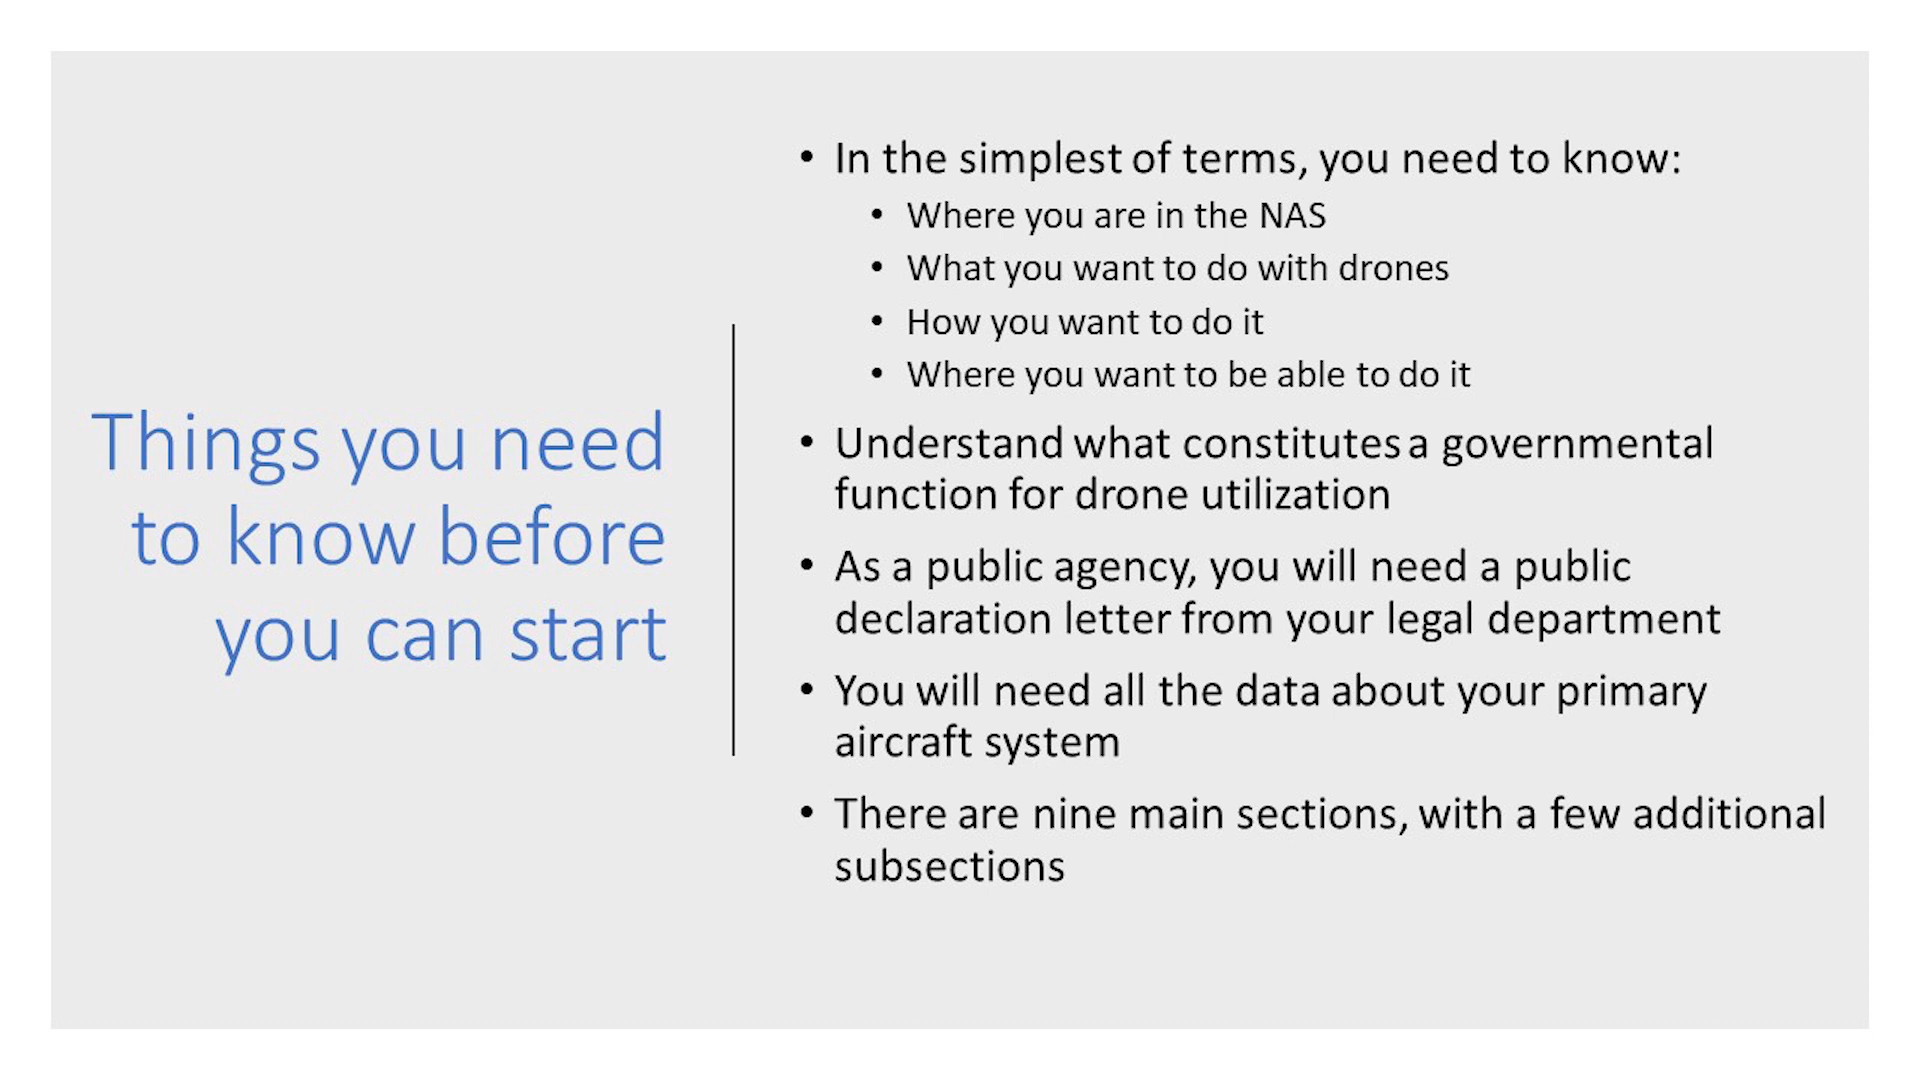 Things you need
to know before
you can start
• In the simplest of terms, you need to know:
• Where you are in the NAS
• What you want to do with drones
• How you want to do it
• Where you want to be able to do it
• Understand what constitutes a governmental
function for drone utilization
• As a public agency, you will need a public
declaration letter from your legal department
• You will need all the data about your primary
aircraft system
• There are nine main sections, with a few additional
subsections